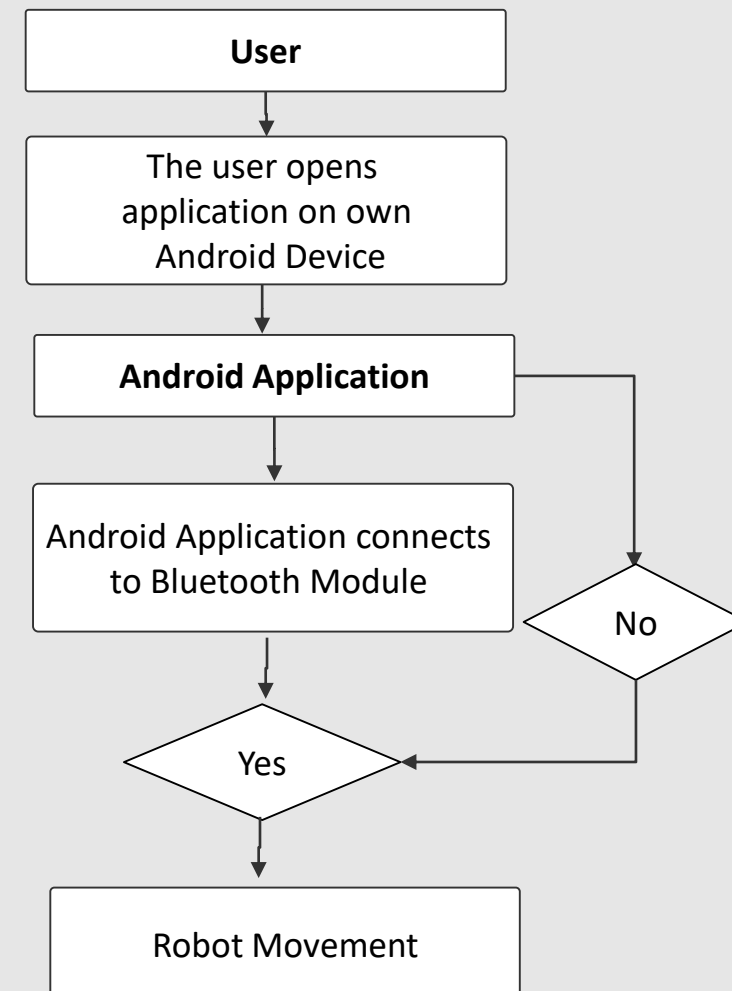 User
The user opens
application on own
Android Device
Android Application
Android Application connects
to Bluetooth Module
No
Yes
Robot Movement